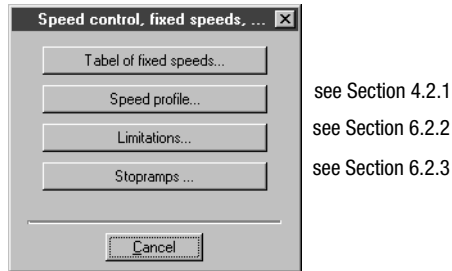 Speed control, fixed speeds, ...
Tabel of fixed speeds...
Speed profile... see Section 4.2.1
Limitations... see Section 6.2.2
Stopramps ... see Section 6.2.3
Cancel